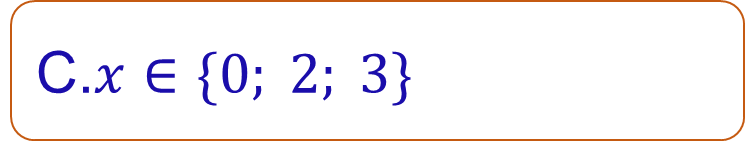 C.x ∈ {0; 2; 3}